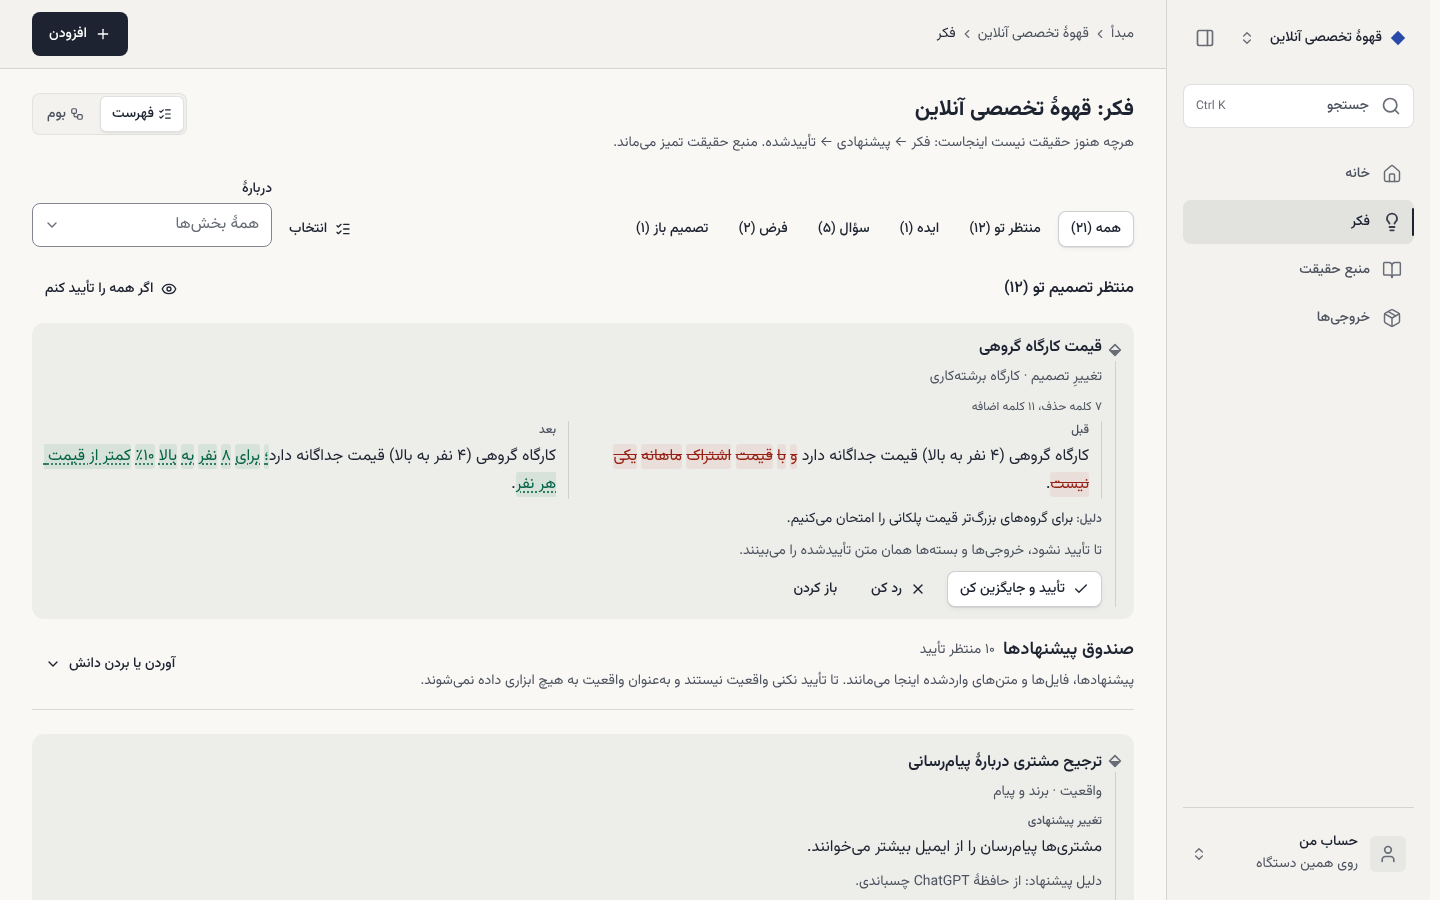 قهوهٔ تخصصی آنلاین
جستجو
Ctrl K
خانه
فکر
منبع حقیقت
خروجی‌ها
حساب من
روی همین دستگاه
مبدأ › قهوهٔ تخصصی آنلاین › فکر
افزودن
فکر: قهوهٔ تخصصی آنلاین
هرچه هنوز حقیقت نیست اینجاست: فکر ← پیشنهادی ← تأییدشده. منبع حقیقت تمیز می‌ماند.
فهرست
بوم
دربارهٔ
همه (۲۱)
منتظر تو (۱۲)
ایده (۱)
سؤال (۵)
فرض (۲)
تصمیم باز (۱)
انتخاب
همهٔ بخش‌ها
منتظر تصمیم تو (۱۲)
اگر همه را تأیید کنم
قیمت کارگاه گروهی
تغییرِ تصمیم · کارگاه برشته‌کاری
۷ کلمه حذف، ۱۱ کلمه اضافه
قبل
کارگاه گروهی (۴ نفر به بالا) قیمت جداگانه دارد و با قیمت اشتراک ماهانه یکی
نیست.
بعد
کارگاه گروهی (۴ نفر به بالا) قیمت جداگانه دارد؛ برای ۸ نفر به بالا ۱۰٪ کمتر از قیمت
هر نفر.
دلیل: برای گروه‌های بزرگ‌تر قیمت پلکانی را امتحان می‌کنیم.
تا تأیید نشود، خروجی‌ها و بسته‌ها همان متن تأییدشده را می‌بینند.
تأیید و جایگزین کن
رد کن
باز کردن
صندوق پیشنهادها
۱۰ منتظر تأیید
آوردن یا بردن دانش
پیشنهادها، فایل‌ها و متن‌های واردشده اینجا می‌مانند. تا تأیید نکنی واقعیت نیستند و به‌عنوان واقعیت به هیچ ابزاری داده نمی‌شوند.
ترجیح مشتری دربارهٔ پیام‌رسانی
واقعیت · برند و پیام
تغییر پیشنهادی
مشتری‌ها پیام‌رسان را از ایمیل بیشتر می‌خوانند.
دلیل پیشنهاد: از حافظهٔ ChatGPT چسباندی.